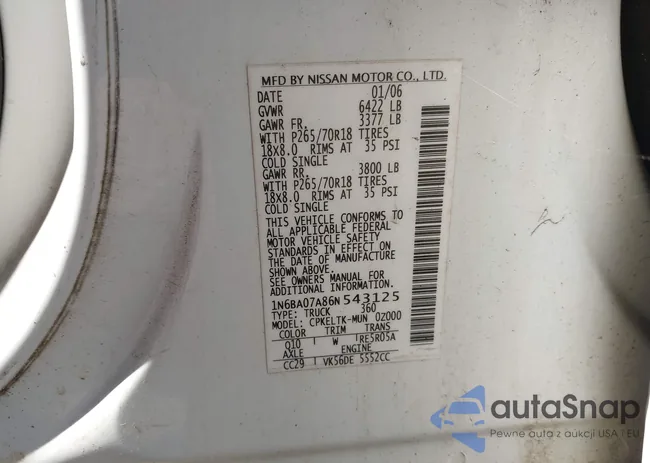 MFD BY NISSAN MOTOR CO., LTD.
DATE 01/06
GVWR 6422 LB
GAWR FR. 3377 LB
WITH P265/70R18 TIRES
18X8.0 RIMS AT 35 PSI
COLD SINGLE
GAWR RR. 3800 LB
WITH P265/70R18 TIRES
18X8.0 RIMS AT 35 PSI
COLD SINGLE
THIS VEHICLE CONFORMS TO
ALL APPLICABLE FEDERAL
MOTOR VEHICLE SAFETY
STANDARDS IN EFFECT ON
THE DATE OF MANUFACTURE
SHOWN ABOVE.
SEE OWNERS MANUAL FOR
ADDITIONAL INFORMATION.
1N6BA07A86N543125
TYPE: TRUCK 360
MODEL: CPKELTK-MUN 0Z000
COLOR TRIM TRANS
Q10 W RE5R05A
AXLE ENGINE
CC29 VK56DE 5552CC
autaSnap
Pewne auta z aukcji USA i EU